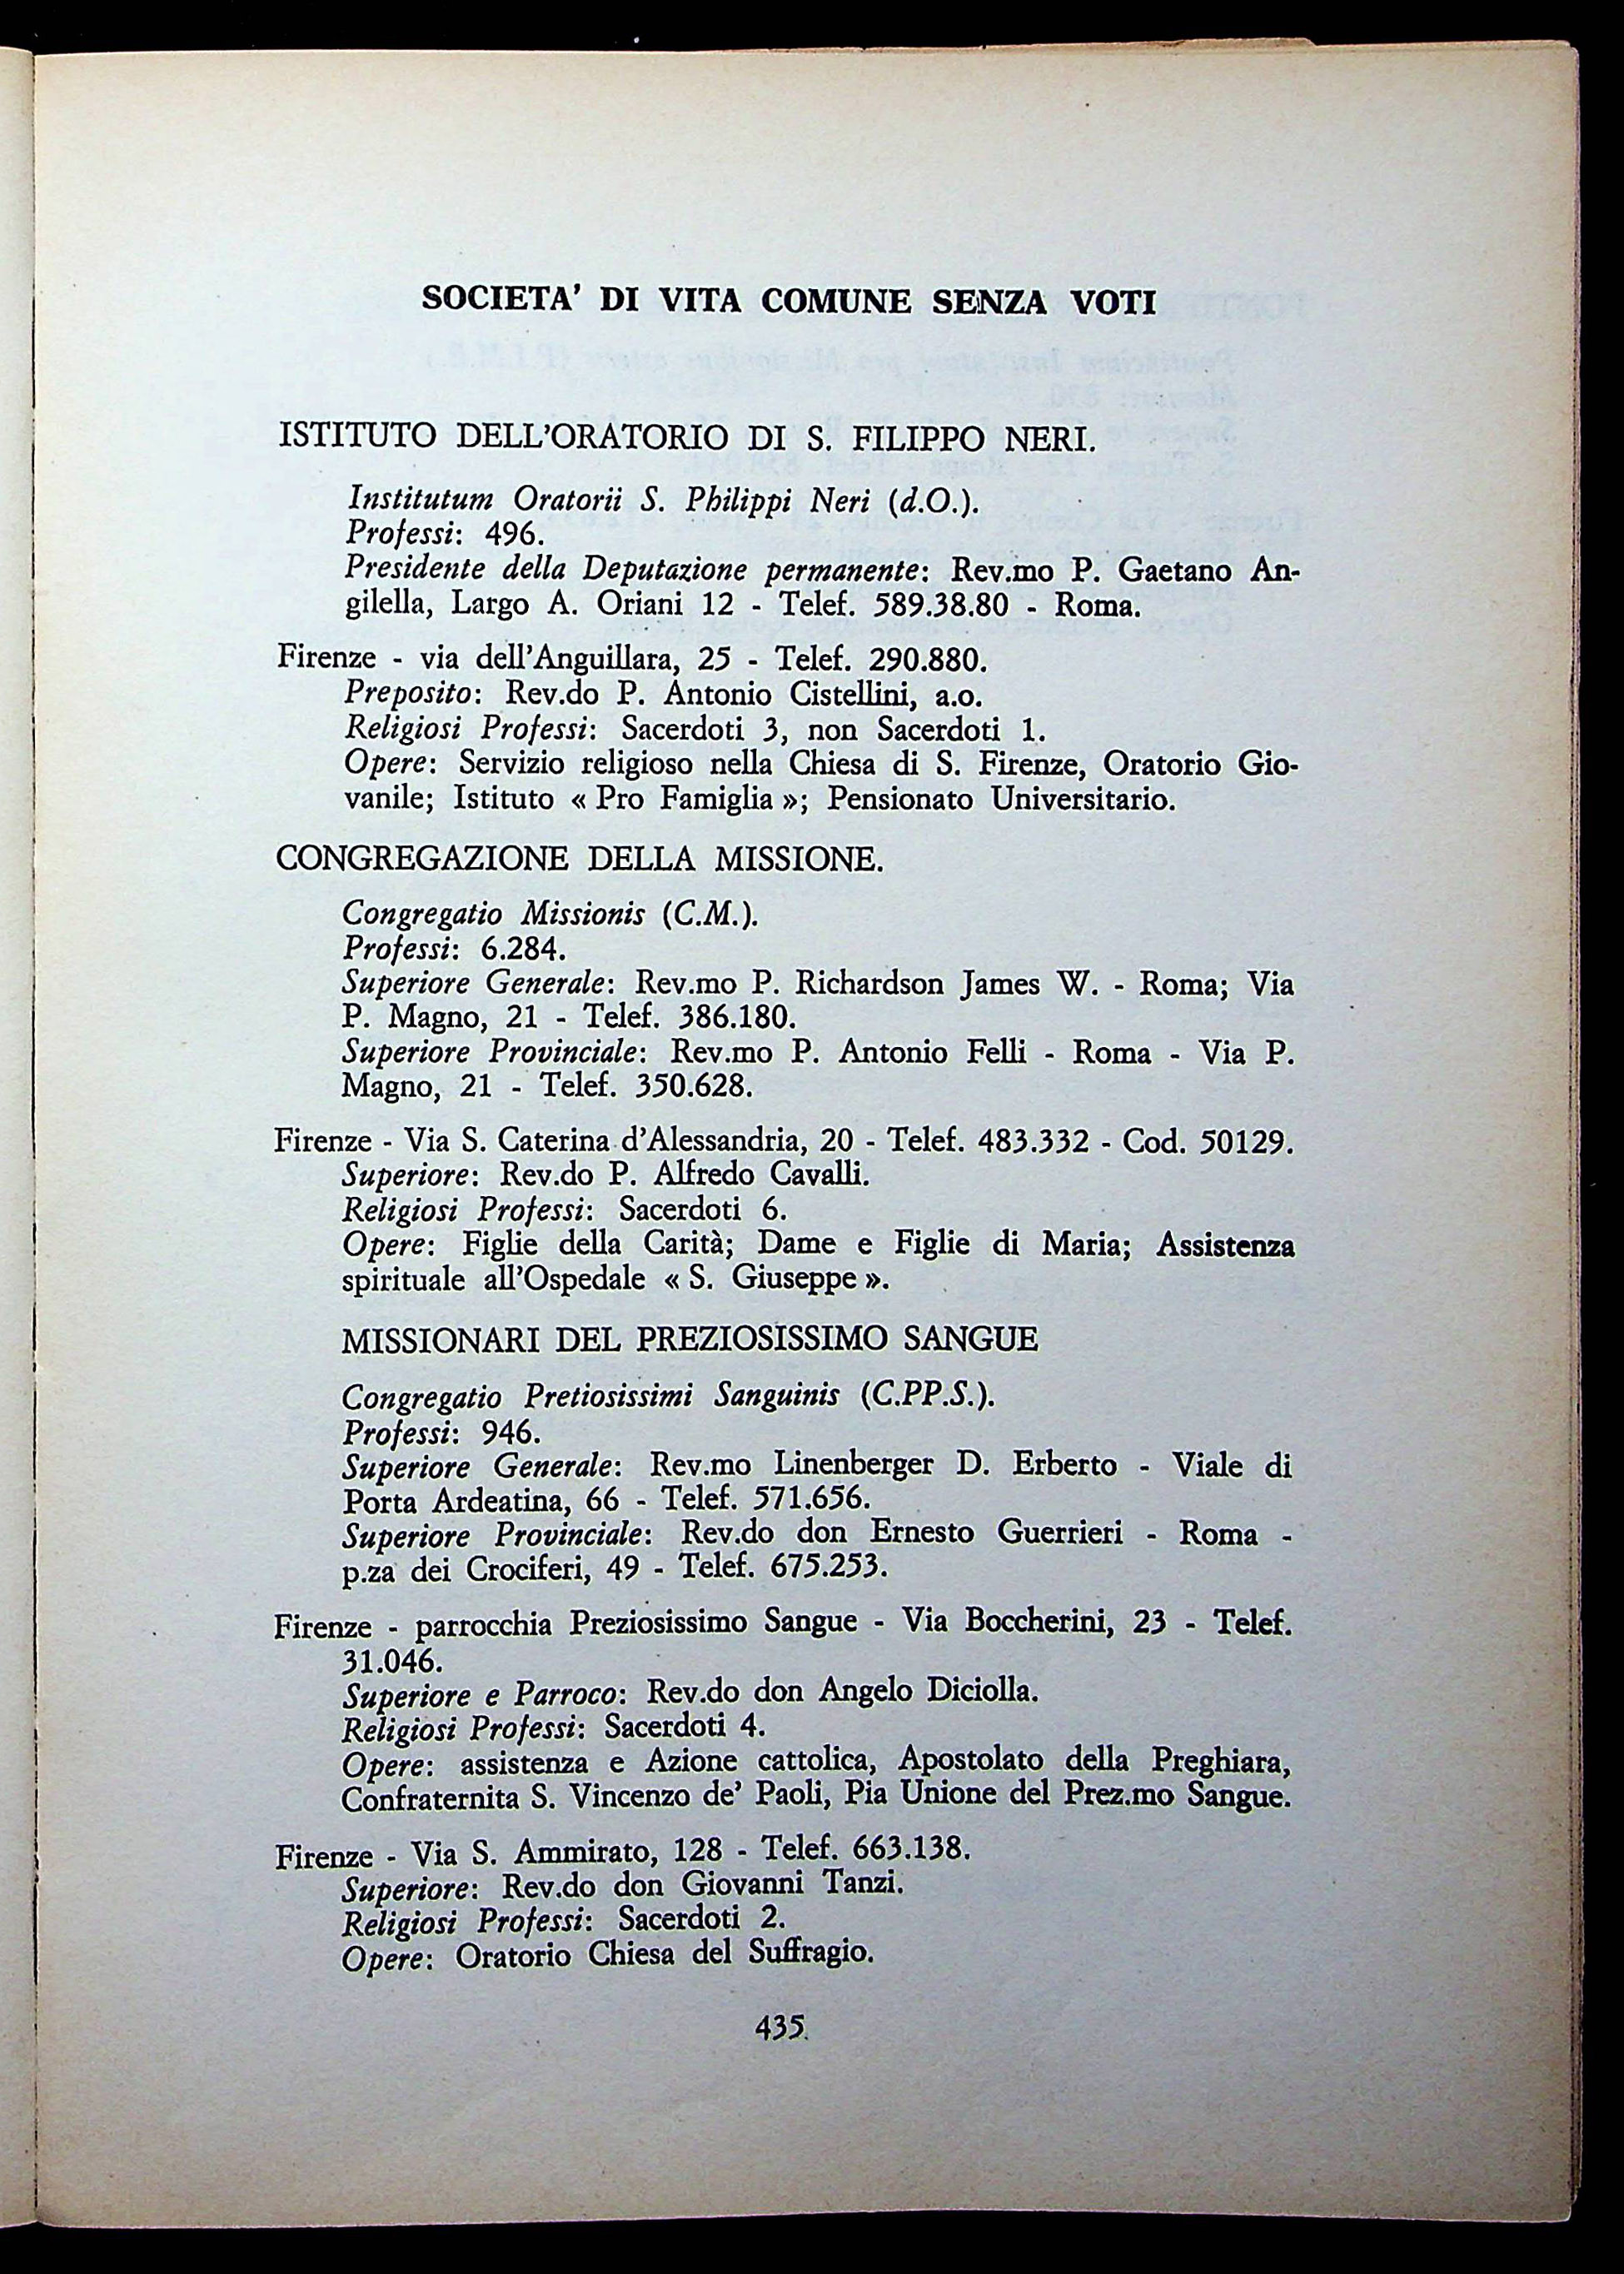 SOCIETA' DI VITA COMUNE SENZA VOTI
ISTITUTO DELL'ORATORIO DI S. FILIPPO NERI.
Institutum Oratorii S. Philippi Neri (d.O.).
Professi: 496.
Presidente della Deputazione permanente: Rev.mo P. Gaetano An-
gilella, Largo A. Oriani 12 - Telef. 589.38.80 - Roma.
Firenze - via dell'Anguillara, 25 - Telef. 290.880.
Preposito: Rev.do P. Antonio Cistellini, a.o.
Religiosi Professi: Sacerdoti 3, non Sacerdoti 1.
Opere: Servizio religioso nella Chiesa di S. Firenze, Oratorio Gio-
vanile; Istituto « Pro Famiglia »; Pensionato Universitario.
CONGREGAZIONE DELLA MISSIONE.
Congregatio Missionis (C.M.).
Professi: 6.284.
Superiore Generale: Rev.mo P. Richardson James W. - Roma; Via
P. Magno, 21 - Telef. 386.180.
Superiore Provinciale: Rev.mo P. Antonio Felli - Roma - Via P.
Magno, 21 - Telef. 350.628.
Firenze - Via S. Caterina d'Alessandria, 20 - Telef. 483.332 - Cod. 50129.
Superiore: Rev.do P. Alfredo Cavalli.
Religiosi Professi: Sacerdoti 6.
Opere: Figlie della Carità; Dame e Figlie di Maria; Assistenza
spirituale all'Ospedale « S. Giuseppe ».
MISSIONARI DEL PREZIOSISSIMO SANGUE
Congregatio Pretiosissimi Sanguinis (C.PP.S.).
Professi: 946.
Superiore Generale: Rev.mo Linenberger D. Erberto - Viale di
Porta Ardeatina, 66 - Telef. 571.656.
Superiore Provinciale: Rev.do don Ernesto Guerrieri - Roma -
p.za dei Crociferi, 49 - Telef. 675.253.
Firenze - parrocchia Preziosissimo Sangue - Via Boccherini, 23 - Telef.
31.046.
Superiore e Parroco: Rev.do don Angelo Diciolla.
Religiosi Professi: Sacerdoti 4.
Opere: assistenza e Azione cattolica, Apostolato della Preghiara,
Confraternita S. Vincenzo de' Paoli, Pia Unione del Prez.mo Sangue.
Firenze - Via S. Ammirato, 128 - Telef. 663.138.
Superiore: Rev.do don Giovanni Tanzi.
Religiosi Professi: Sacerdoti 2.
Opere: Oratorio Chiesa del Suffragio.
435